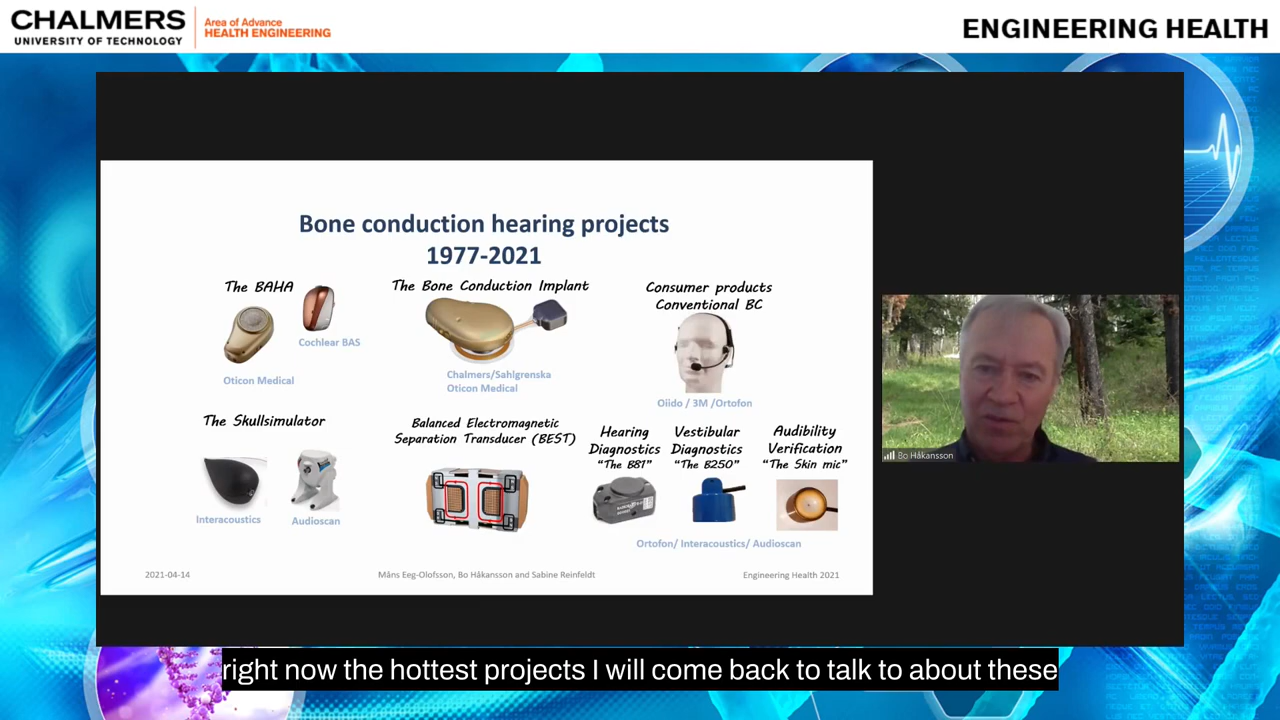 CHALMERS
UNIVERSITY OF TECHNOLOGY
Area of Advance
HEALTH ENGINEERING
ENGINEERING HEALTH
Bone conduction hearing projects
1977-2021
The BAHA
Cochlear BAS
Oticon Medical
The Bone Conduction Implant
Chalmers/Sahlgrenska
Oticon Medical
Consumer products
Conventional BC
Oiido / 3M /Ortofon
The Skullsimulator
Interacoustics
Audioscan
Balanced Electromagnetic
Separation Transducer (BEST)
Hearing
Diagnostics
"The B81"
Vestibular
Diagnostics
"The B250"
Audibility
Verification
"The Skin mic"
Ortofon/ Interacoustics/ Audioscan
2021-04-14
Måns Eeg-Olofsson, Bo Håkansson and Sabine Reinfeldt
Engineering Health 2021
Bo Håkansson
right now the hottest projects I will come back to talk to about these